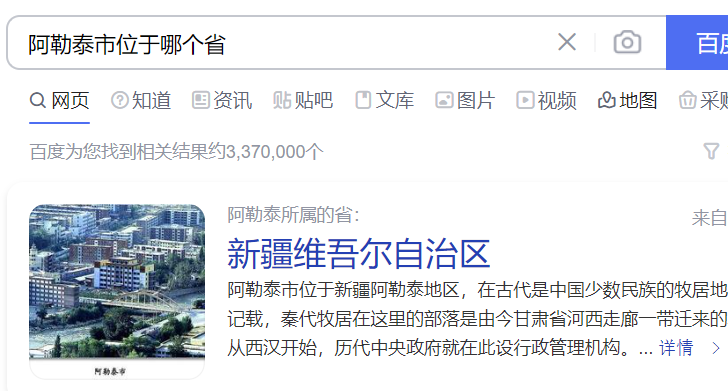 阿勒泰市位于哪个省
百度
网页 知道 资讯 贴吧 文库 图片 视频 地图 采购
百度为您找到相关结果约3,370,000个
阿勒泰所属的省：
来自
新疆维吾尔自治区
阿勒泰市位于新疆阿勒泰地区，在古代是中国少数民族的牧居地
记载，秦代牧居在这里的部落是由今甘肃省河西走廊一带迁来的
从西汉开始，历代中央政府就在此设行政管理机构。... 详情
阿勒泰市